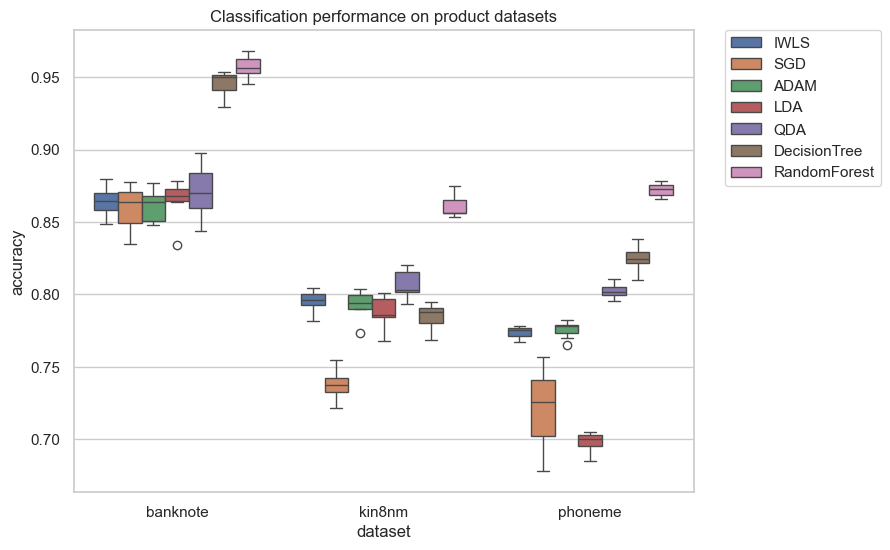 Classification performance on product datasets
IWLS
SGD
ADAM
LDA
QDA
DecisionTree
RandomForest
accuracy
0.95
0.90
0.85
0.80
0.75
0.70
banknote
kin8nm
phoneme
dataset